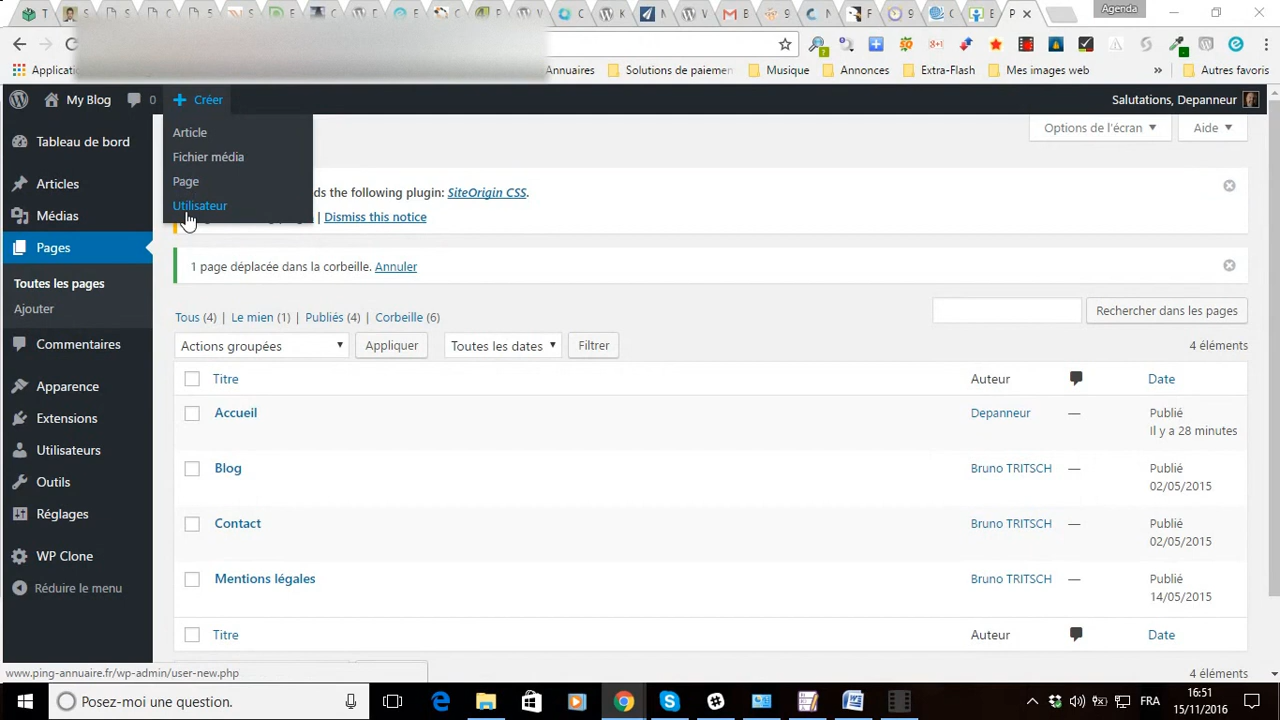 Agenda
Applicatio
Annuaires
Solutions de paiemen
Musique
Annonces
Extra-Flash
Mes images web
»
Autres favoris
My Blog
0
+ Créer
Salutations, Depanneur
Article
Fichier média
Page
Utilisateur
Options de l'écran
Aide
Tableau de bord
Articles
Médias
Pages
Toutes les pages
Ajouter
Commentaires
Apparence
Extensions
Utilisateurs
Outils
Réglages
WP Clone
Réduire le menu
ds the following plugin: SiteOrigin CSS.
| Dismiss this notice
1 page déplacée dans la corbeille. Annuler
Tous (4) | Le mien (1) | Publiés (4) | Corbeille (6)
Rechercher dans les pages
Actions groupées
Appliquer
Toutes les dates
Filtrer
4 éléments
Titre
Auteur
Date
Accueil
Depanneur
—
Publié
Il y a 28 minutes
Blog
Bruno TRITSCH
—
Publié
02/05/2015
Contact
Bruno TRITSCH
—
Publié
02/05/2015
Mentions légales
Bruno TRITSCH
—
Publié
14/05/2015
Titre
Auteur
Date
4 éléments
www.ping-annuaire.fr/wp-admin/user-new.php
Posez-moi une question.
FRA
16:51
15/11/2016